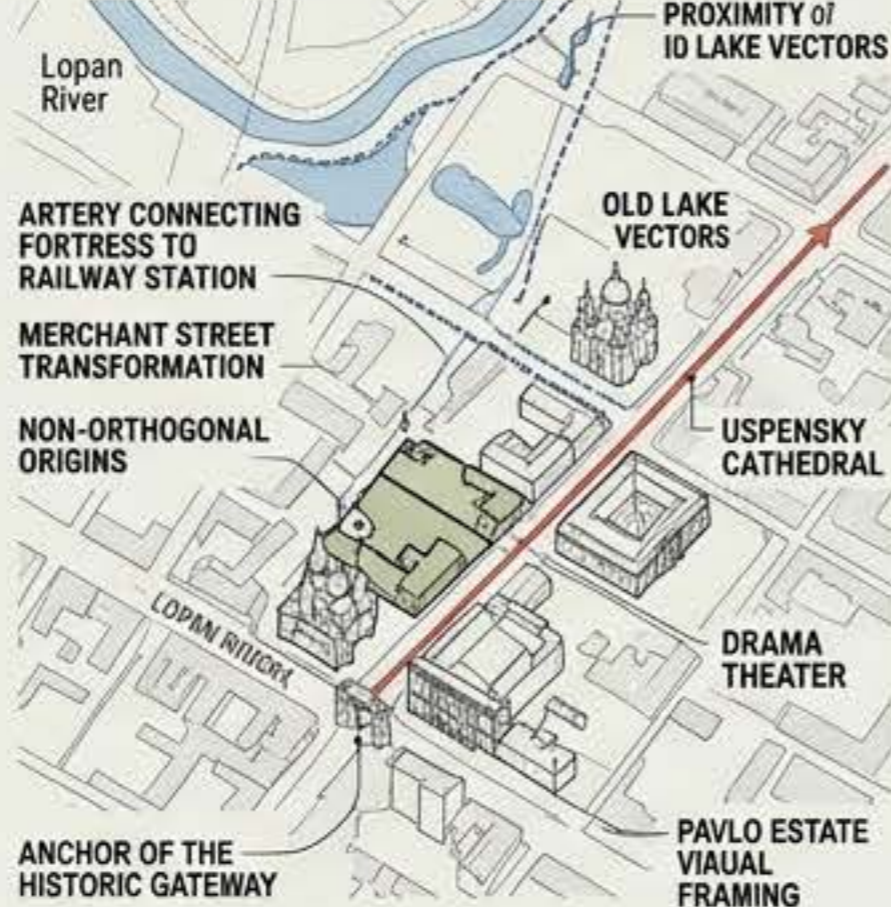 PROXIMITY of
ID LAKE VECTORS
Lopan
River
ARTERY CONNECTING
FORTRESS TO
RAILWAY STATION
OLD LAKE
VECTORS
MERCHANT STREET
TRANSFORMATION
NON-ORTHOGONAL
ORIGINS
USPENSKY
CATHEDRAL
LOPAN
DRAMA
THEATER
ANCHOR OF THE
HISTORIC GATEWAY
PAVLO ESTATE
VIAUAL
FRAMING